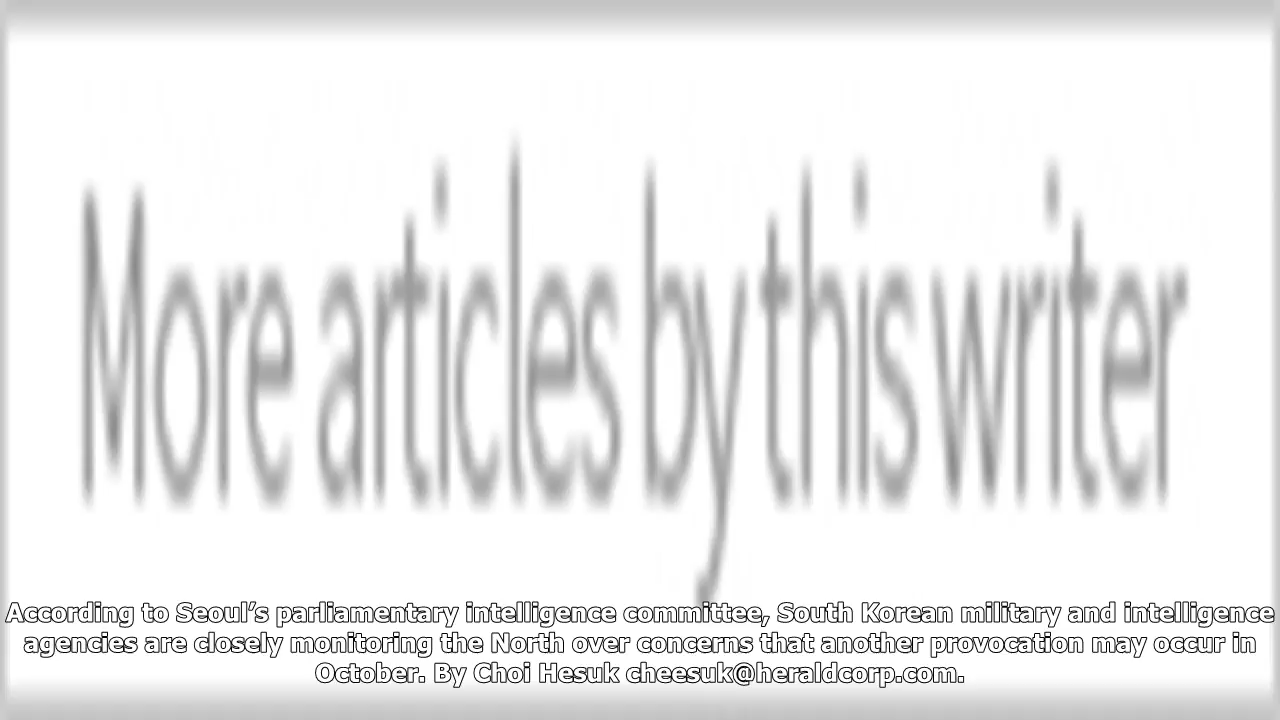 More articles by this writer
According to Seoul’s parliamentary intelligence committee, South Korean military and intelligence
agencies are closely monitoring the North over concerns that another provocation may occur in
October. By Choi Hesuk cheesuk@heraldcorp.com.